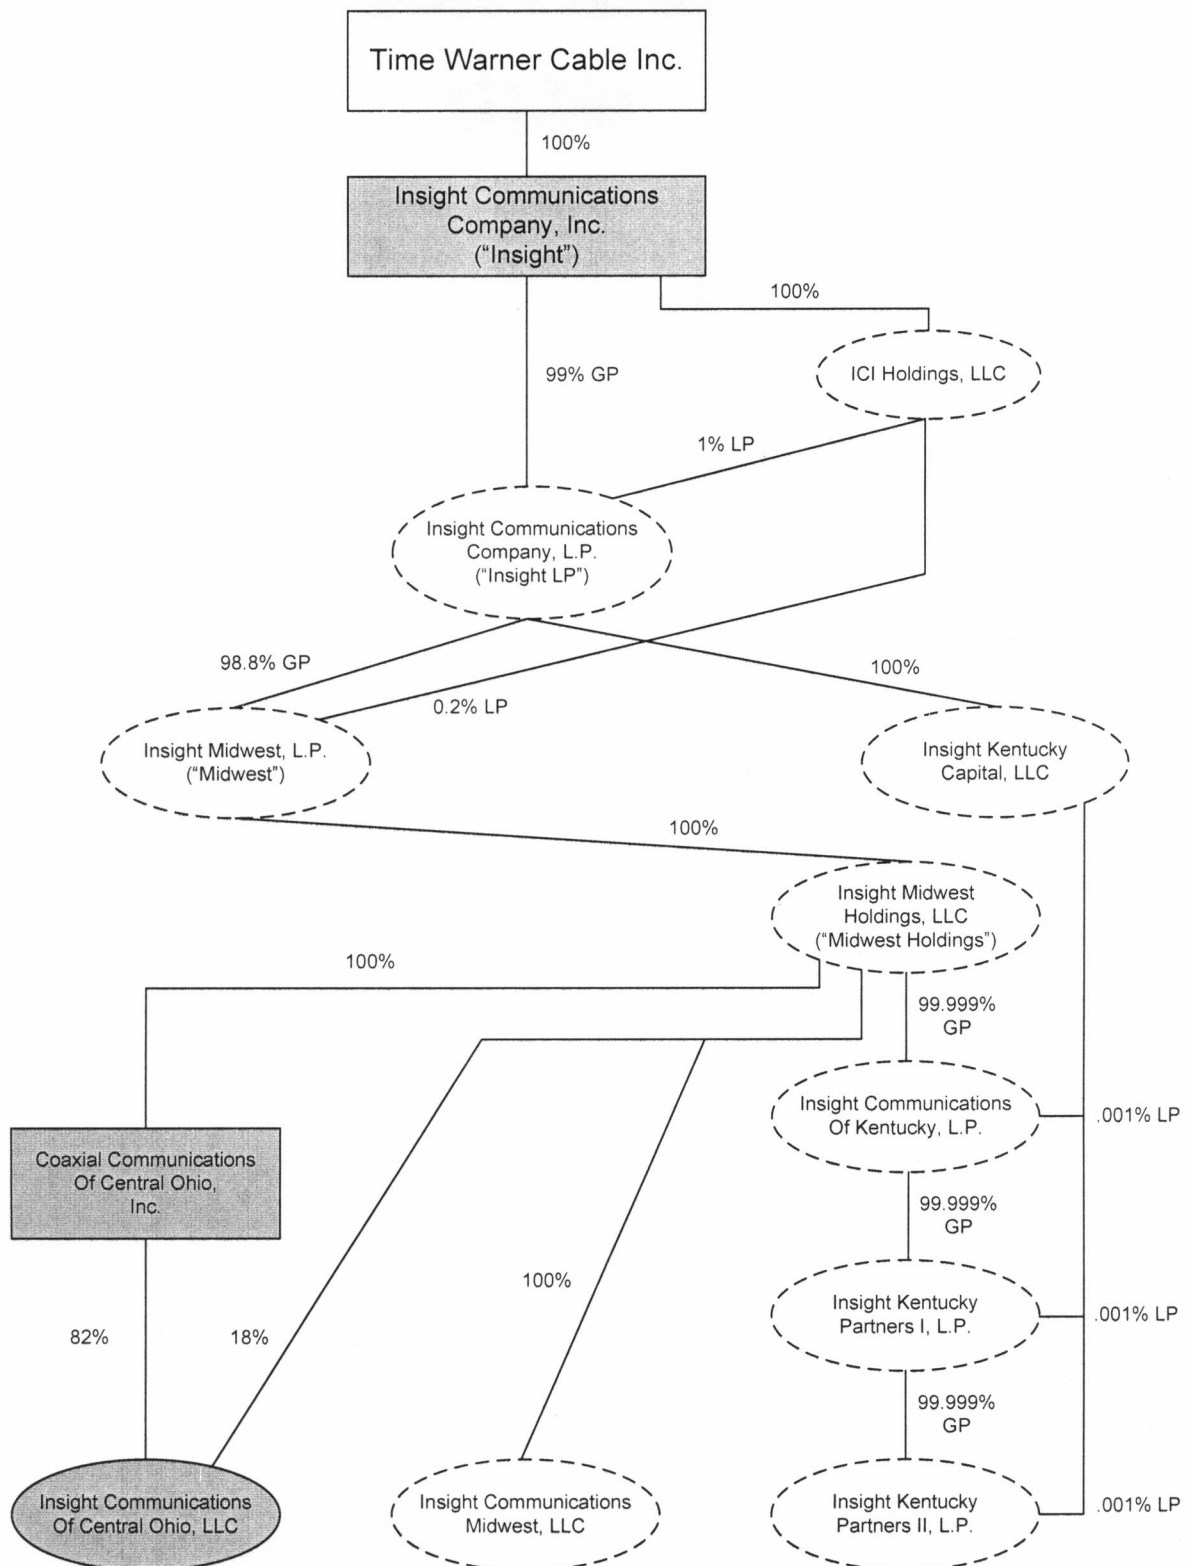 Time Warner Cable Inc.
100%
Insight Communications
Company, Inc.
(“Insight”)
100%
99% GP
ICI Holdings, LLC
1% LP
Insight Communications
Company, L.P.
(“Insight LP”)
98.8% GP
100%
0.2% LP
Insight Midwest, L.P.
(“Midwest”)
Insight Kentucky
Capital, LLC
100%
Insight Midwest
Holdings, LLC
(“Midwest Holdings”)
100%
99.999%
GP
Insight Communications
Of Kentucky, L.P.
.001% LP
Coaxial Communications
Of Central Ohio,
Inc.
99.999%
GP
100%
82%
18%
Insight Kentucky
Partners I, L.P.
.001% LP
99.999%
GP
Insight Communications
Of Central Ohio, LLC
Insight Communications
Midwest, LLC
Insight Kentucky
Partners II, L.P.
.001% LP